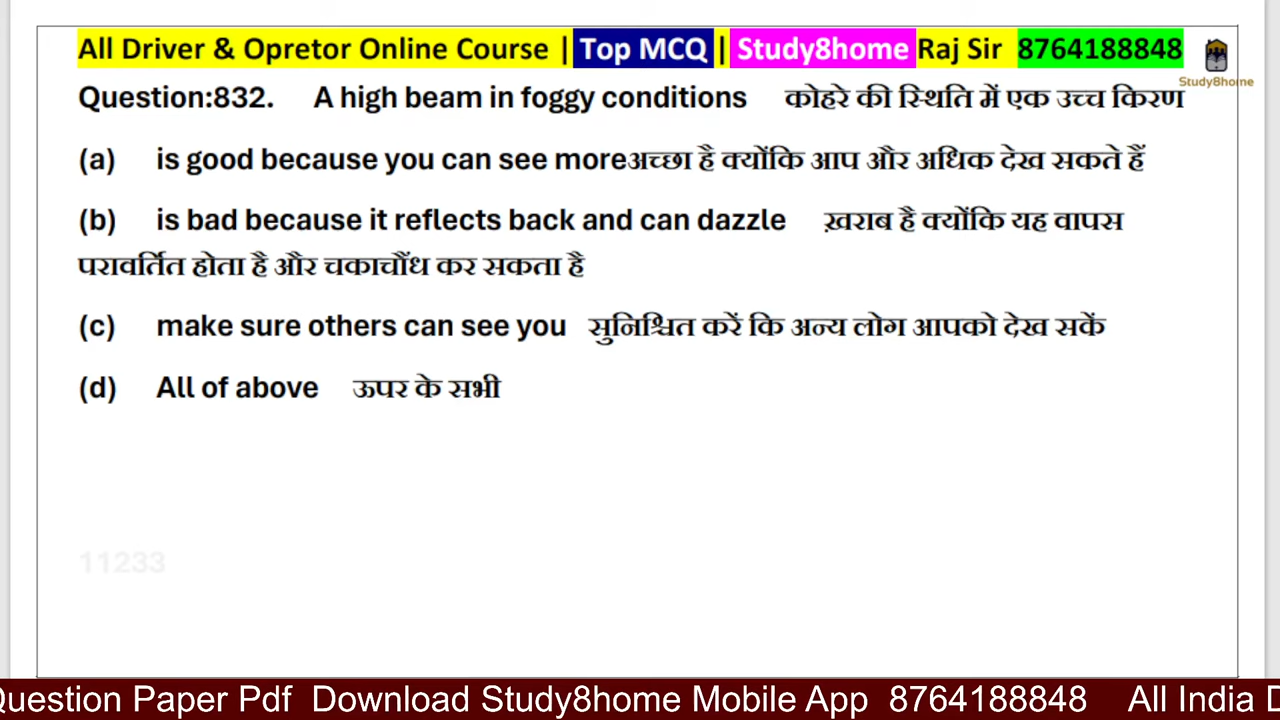 All Driver & Opretor Online Course | Top MCQ | Study8home Raj Sir 8764188848
Study8home
Question:832. A high beam in foggy conditions कोहरे की स्थिति में एक उच्च किरण
(a) is good because you can see moreअच्छा है क्योंकि आप और अधिक देख सकते हैं
(b) is bad because it reflects back and can dazzle ख़राब है क्योंकि यह वापस
परावर्तित होता है और चकाचौंध कर सकता है
(c) make sure others can see you सुनिश्चित करें कि अन्य लोग आपको देख सकें
(d) All of above ऊपर के सभी
11233
Question Paper Pdf Download Study8home Mobile App 8764188848 All India D